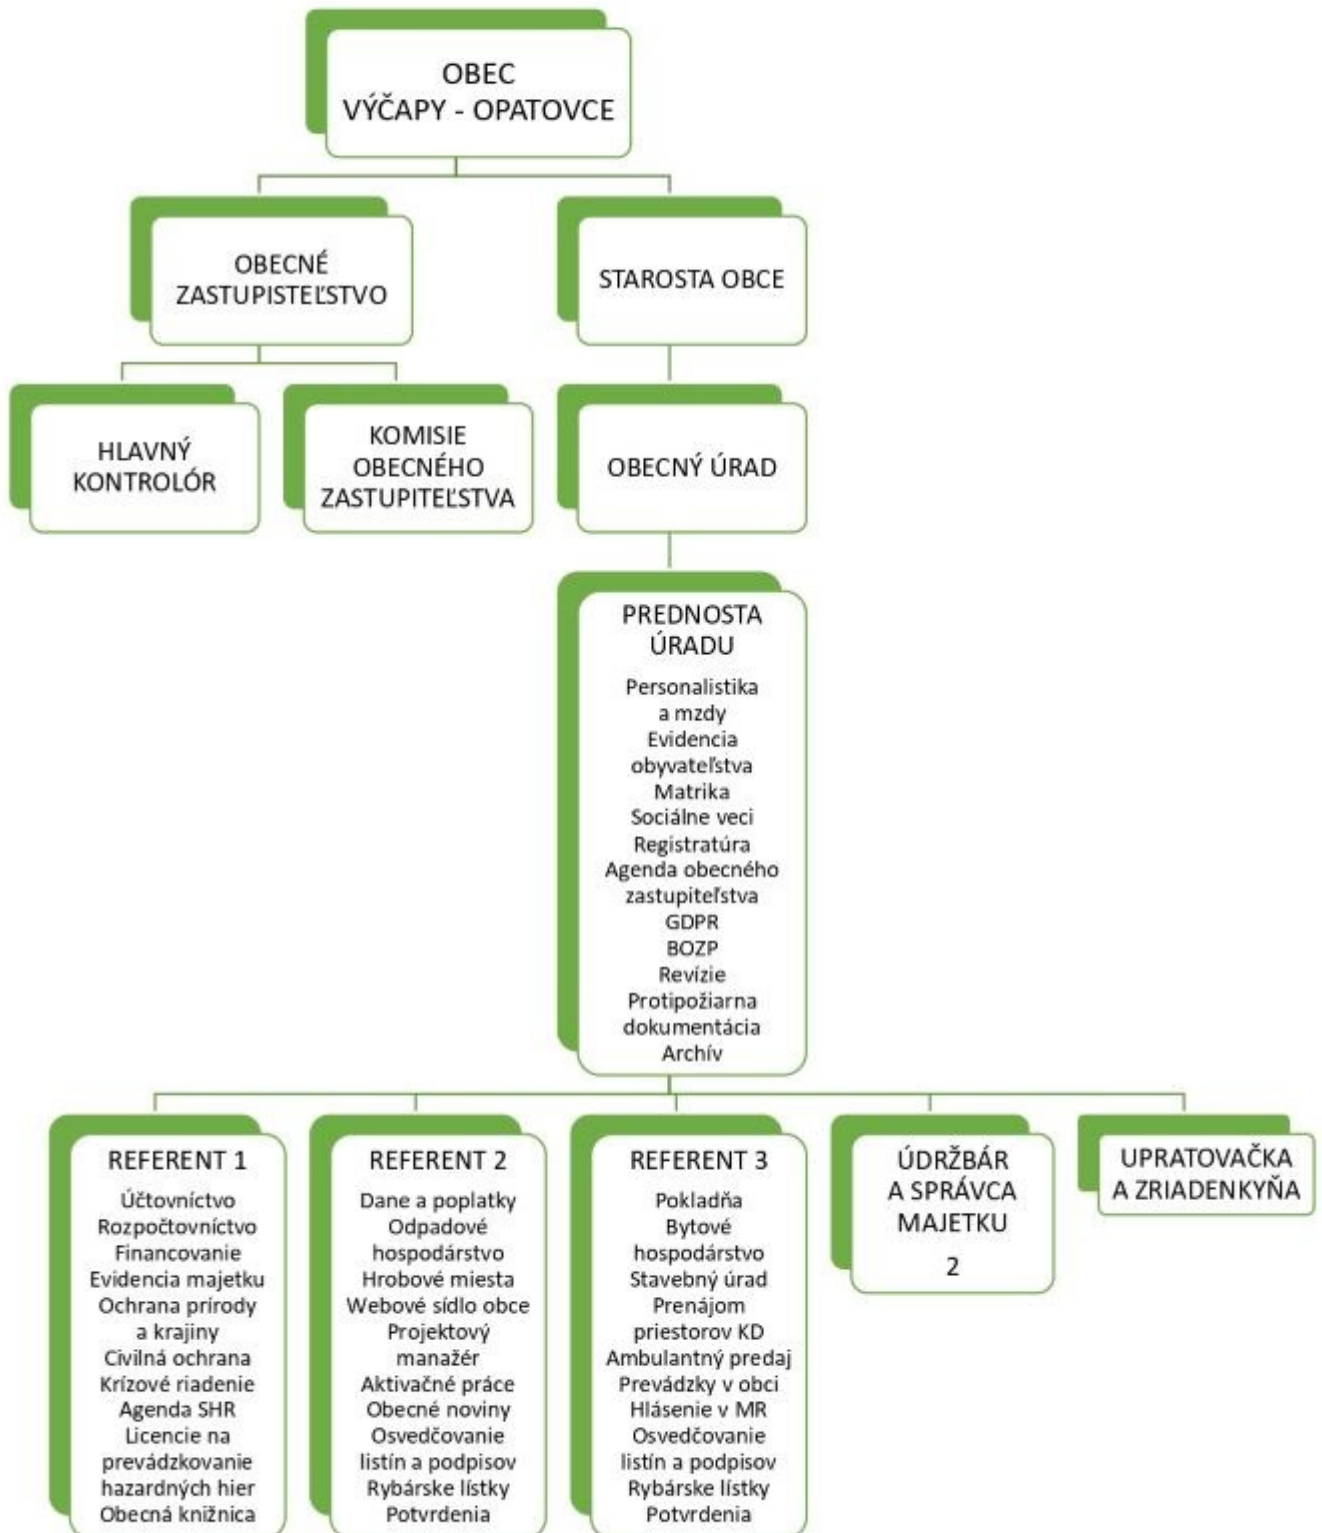 OBEC
VÝČAPY - OPATOVCE
OBECNÉ
ZASTUPISTEĽSTVO
STAROSTA OBCE
HLAVNÝ
KONTROLÓR
KOMISIE
OBECNÉHO
ZASTUPITEĽSTVA
OBECNÝ ÚRAD
PREDNOSTA
ÚRADU
Personalistika
a mzdy
Evidencia
obyvateľstva
Matrika
Sociálne veci
Registratúra
Agenda obecného
zastupiteľstva
GDPR
BOZP
Revízie
Protipožiarna
dokumentácia
Archív
REFERENT 1
Účtovníctvo
Rozpočtovníctvo
Financovanie
Evidencia majetku
Ochrana prírody
a krajiny
Civilná ochrana
Krízové riadenie
Agenda SHR
Licencie na
prevádzkovanie
hazardných hier
Obecná knižnica
REFERENT 2
Dane a poplatky
Odpadové
hospodárstvo
Hrobové miesta
Webové sídlo obce
Projektový
manažér
Aktivačné práce
Obecné noviny
Osvedčovanie
listín a podpisov
Rybárske lístky
Potvrdenia
REFERENT 3
Pokladňa
Bytové
hospodárstvo
Stavebný úrad
Prenájom
priestorov KD
Ambulantný predaj
Prevádzky v obci
Hlásenie v MR
Osvedčovanie
listín a podpisov
Rybárske lístky
Potvrdenia
ÚDRŽBÁR
A SPRÁVCA
MAJETKU
2
UPRATOVAČKA
A ZRIADENKYŇA